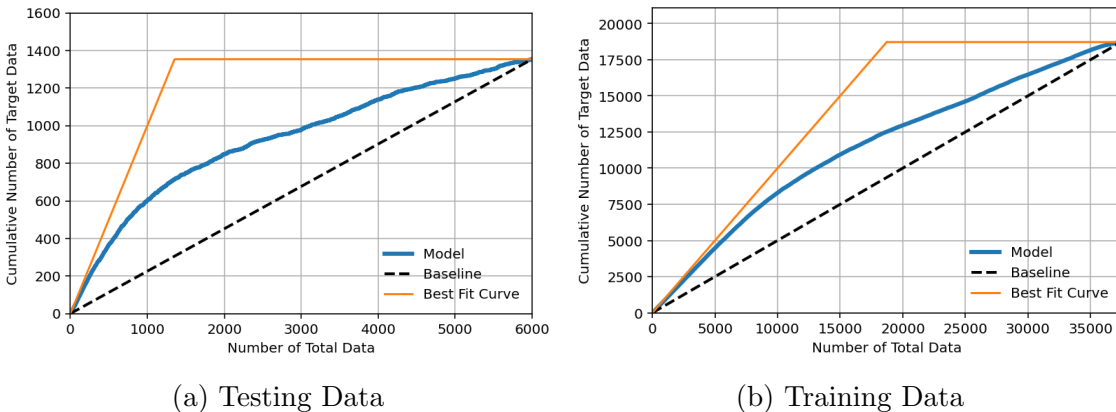 Cumulative Number of Target Data
1600
1400
1200
1000
800
600
400
200
0
0 1000 2000 3000 4000 5000 6000
Number of Total Data
Model
Baseline
Best Fit Curve
(a) Testing Data
Cumulative Number of Target Data
20000
17500
15000
12500
10000
7500
5000
2500
0
0 5000 10000 15000 20000 25000 30000 35000
Number of Total Data
Model
Baseline
Best Fit Curve
(b) Training Data